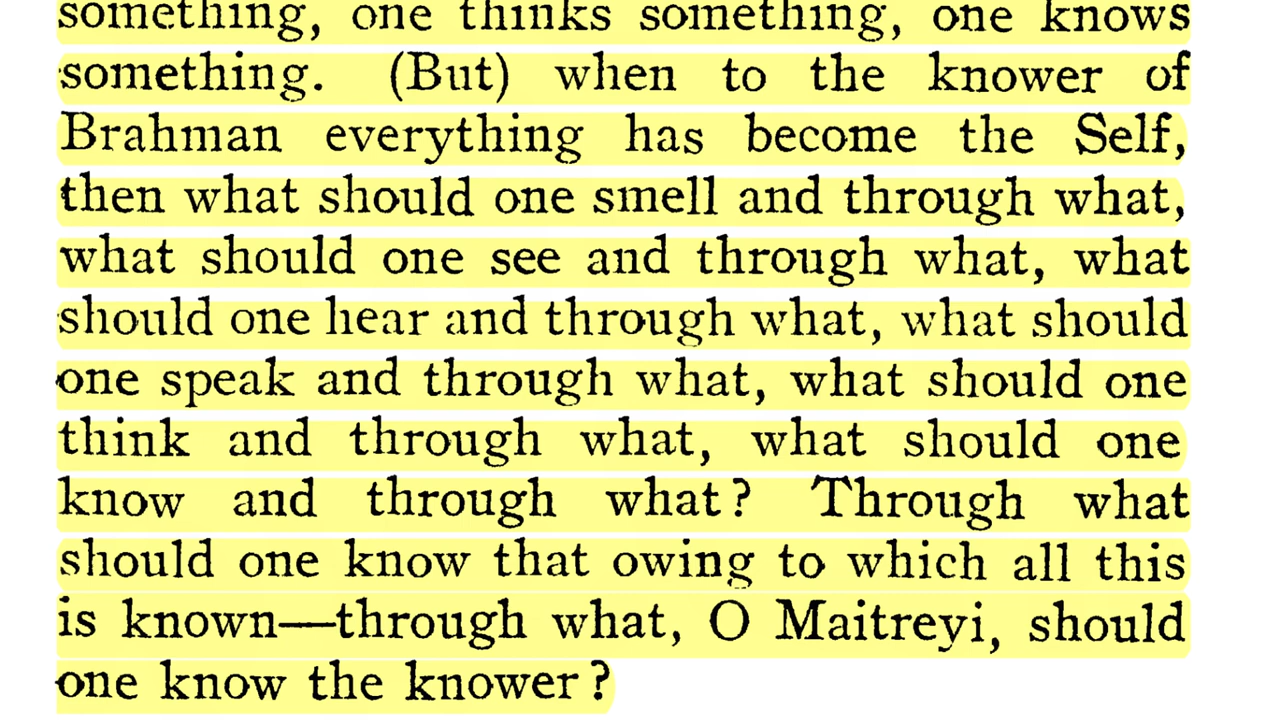 something, one thinks something, one knows
something. (But) when to the knower of
Brahman everything has become the Self,
then what should one smell and through what,
what should one see and through what, what
should one hear and through what, what should
one speak and through what, what should one
think and through what, what should one
know and through what? Through what
should one know that owing to which all this
is known—through what, O Maitreyi, should
one know the knower?